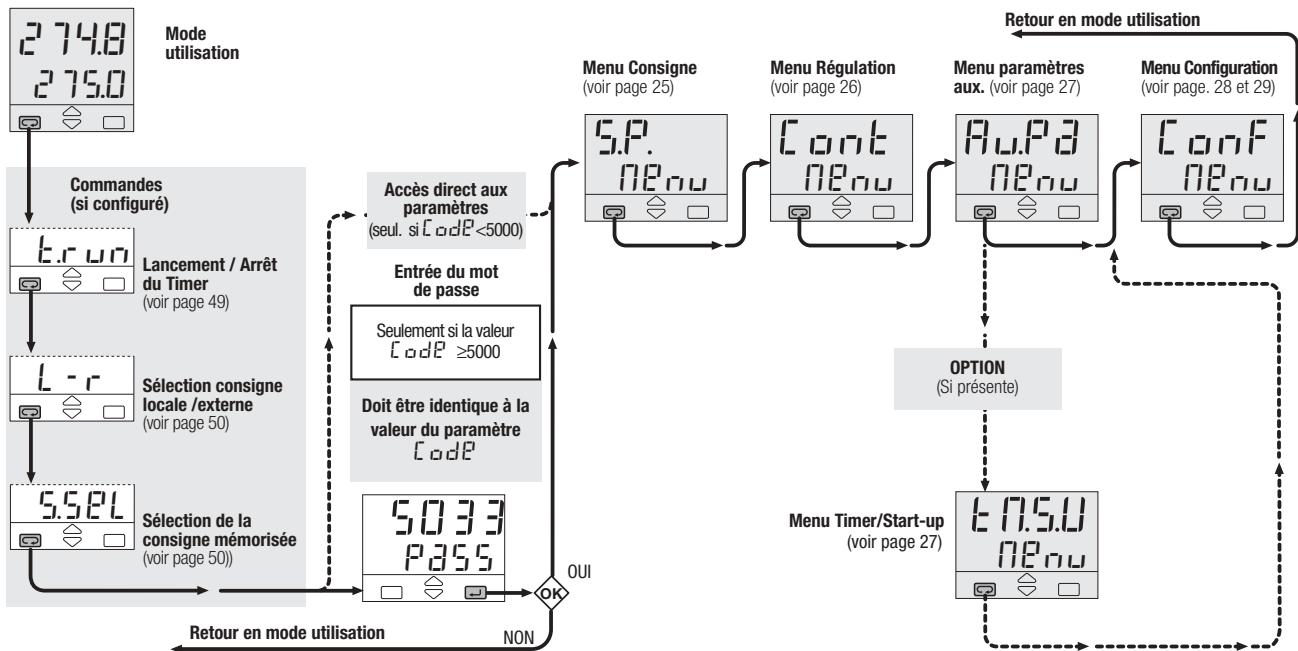 274.8
275.0
Mode
utilisation
Commandes
(si configuré)
t.run
Lancement / Arrêt
du Timer
(voir page 49)
L-r
Sélection consigne
locale /externe
(voir page 50)
S.SEL
Sélection de la
consigne mémorisée
(voir page 50))
Accès direct aux
paramètres
(seul. si CodE<5000)
Entrée du mot
de passe
Seulement si la valeur
CodE ≥5000
Doit être identique à la
valeur du paramètre
CodE
5033
PaSS
OK
OUI
NON
Retour en mode utilisation
Menu Consigne
(voir page 25)
S.P.
MEnu
Menu Régulation
(voir page 26)
Cont
MEnu
Menu paramètres
aux. (voir page 27)
Au.Pa
MEnu
Menu Configuration
(voir page. 28 et 29)
ConF
MEnu
Retour en mode utilisation
OPTION
(Si présente)
Menu Timer/Start-up
(voir page 27)
tM.S.U
MEnu